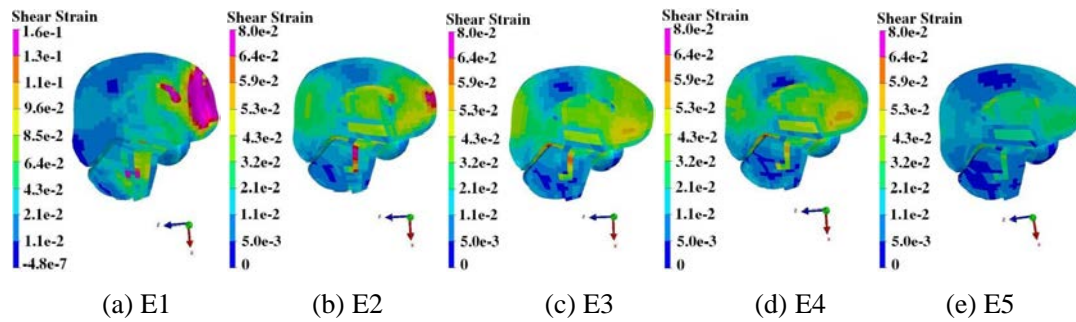 Shear Strain
1.6e-1
1.3e-1
1.1e-1
9.6e-2
8.5e-2
6.4e-2
4.3e-2
2.1e-2
1.1e-2
-4.8e-7
Shear Strain
8.0e-2
6.4e-2
5.9e-2
5.3e-2
4.3e-2
3.2e-2
2.1e-2
1.1e-2
5.0e-3
0
Shear Strain
8.0e-2
6.4e-2
5.9e-2
5.3e-2
4.3e-2
3.2e-2
2.1e-2
1.1e-2
5.0e-3
0
Shear Strain
8.0e-2
6.4e-2
5.9e-2
5.3e-2
4.3e-2
3.2e-2
2.1e-2
1.1e-2
5.0e-3
0
Shear Strain
8.0e-2
6.4e-2
5.9e-2
5.3e-2
4.3e-2
3.2e-2
2.1e-2
1.1e-2
5.0e-3
0
(a) E1
(b) E2
(c) E3
(d) E4
(e) E5